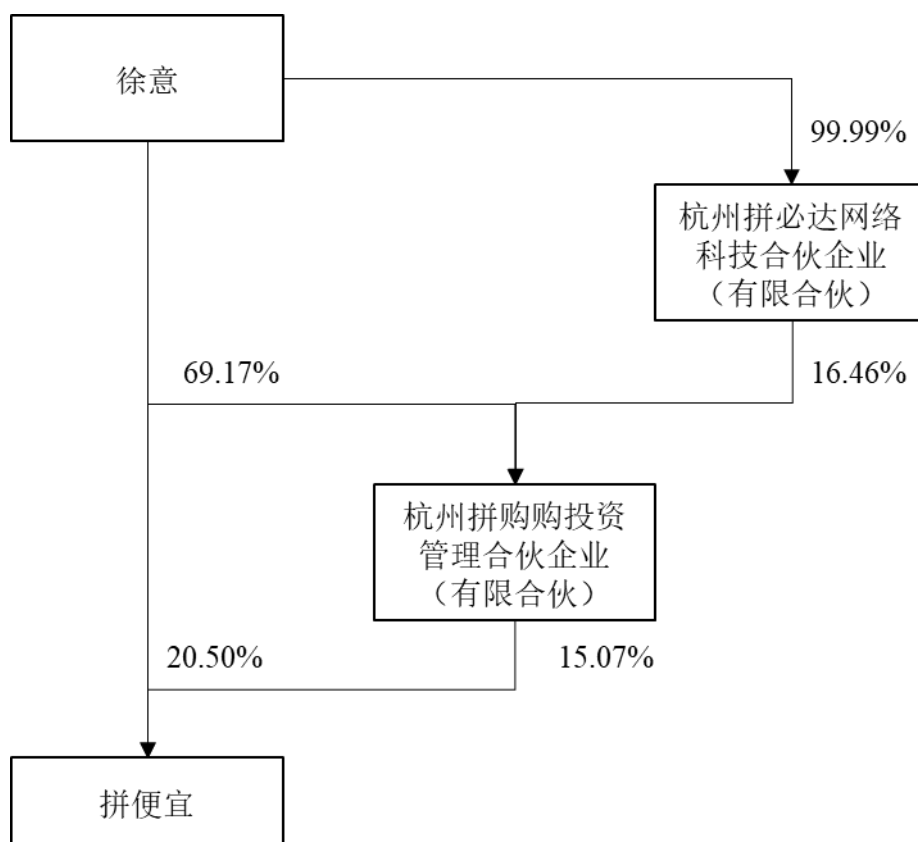 徐意
99.99%
杭州拼必达网络
科技合伙企业
（有限合伙）
69.17%
16.46%
杭州拼购购投资
管理合伙企业
（有限合伙）
20.50%
15.07%
拼便宜